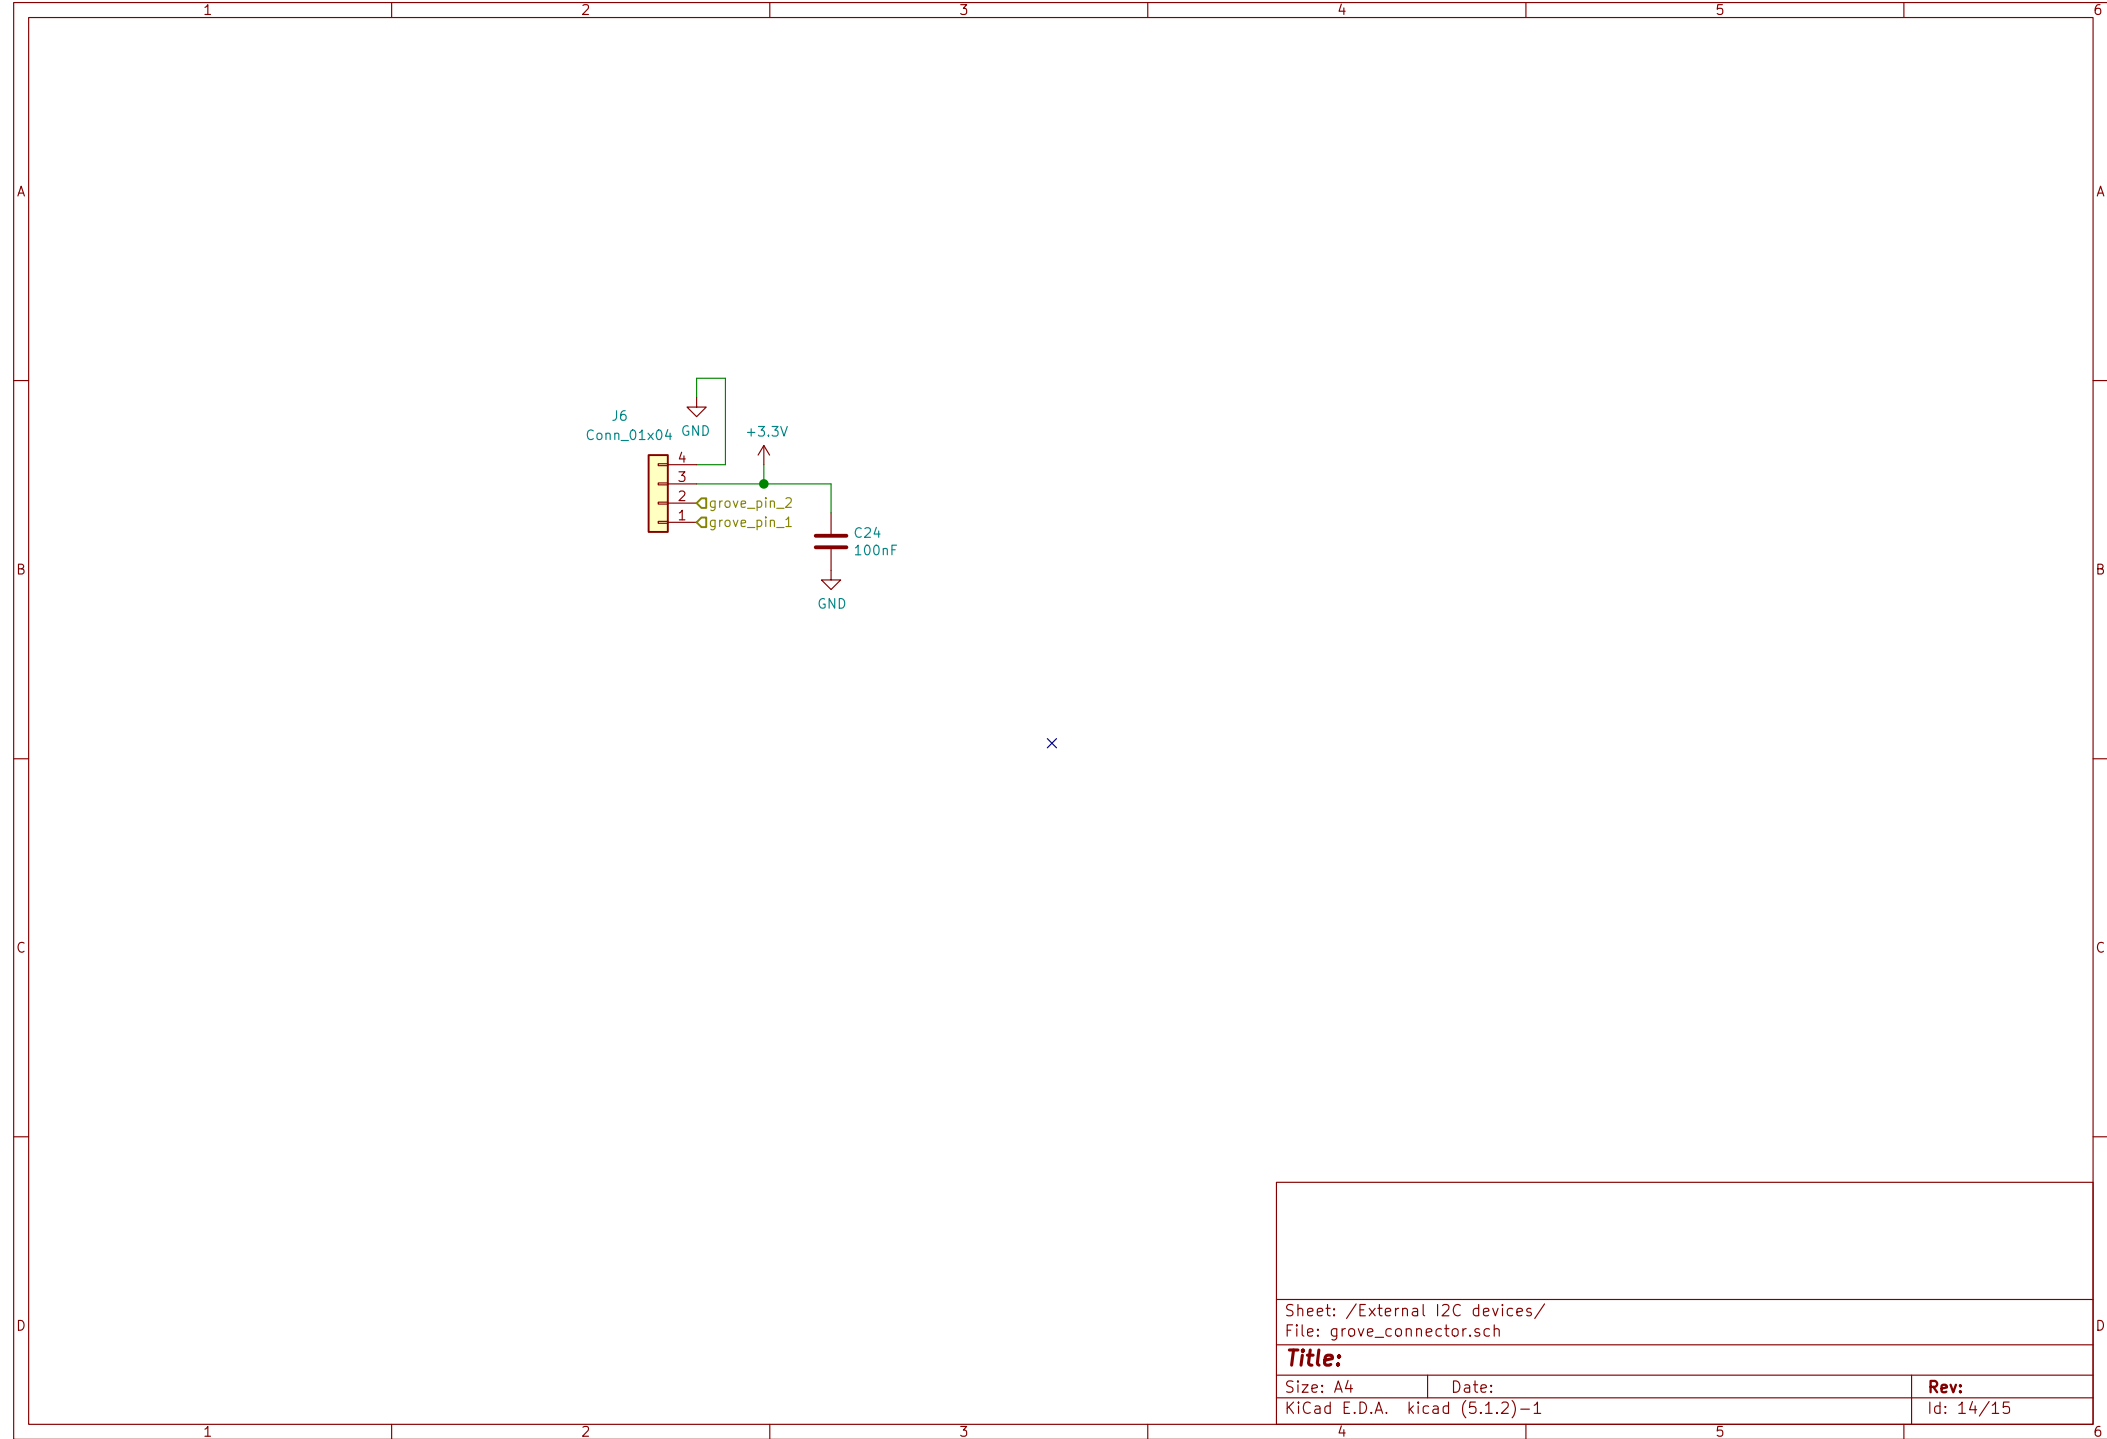 1 2 3 4 5 6
A A
J6
Conn_01x04
GND
+3.3V
4
3
2 grove_pin_2
1 grove_pin_1
C24
100nF
GND
B B
C C
Sheet: /External I2C devices/
File: grove_connector.sch
D D
Title:
Size: A4 Date: Rev:
KiCad E.D.A. kicad (5.1.2)-1 Id: 14/15
1 2 3 4 5 6